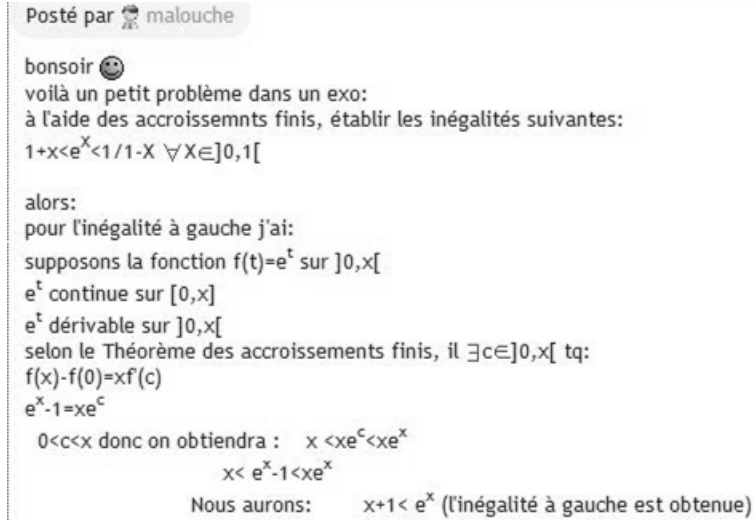 Posté par malouche
bonsoir
voilà un petit problème dans un exo:
à l'aide des accroissemnts finis, établir les inégalités suivantes:
1+x<e^X<1/1-X ∀X∈]0,1[
alors:
pour l'inégalité à gauche j'ai:
supposons la fonction f(t)=e^t sur ]0,x[
e^t continue sur [0,x]
e^t dérivable sur ]0,x[
selon le Théorème des accroissements finis, il ∃c∈]0,x[ tq:
f(x)-f(0)=xf'(c)
e^x-1=xe^c
0<c<x donc on obtiendra : x <xe^c<xe^x
x< e^x-1<xe^x
Nous aurons: x+1< e^x (l'inégalité à gauche est obtenue)